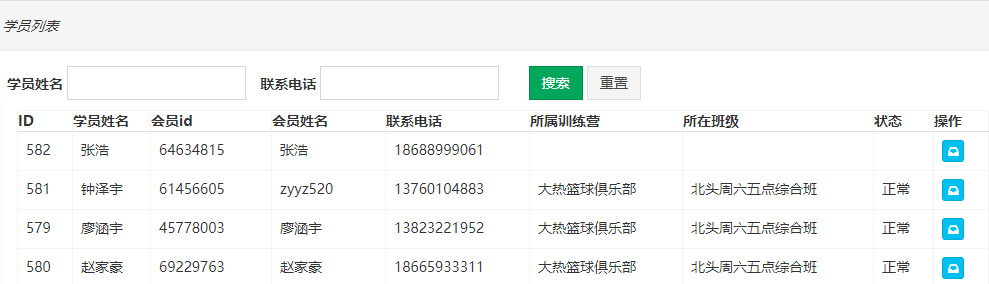 学员列表
学员姓名 联系电话 搜索 重置
ID 学员姓名 会员id 会员姓名 联系电话 所属训练营 所在班级 状态 操作
582 张浩 64634815 张浩 18688999061
581 钟泽宇 61456605 zyyz520 13760104883 大热篮球俱乐部 北头周六五点综合班 正常
579 廖涵宇 45778003 廖涵宇 13823221952 大热篮球俱乐部 北头周六五点综合班 正常
580 赵家豪 69229763 赵家豪 18665933311 大热篮球俱乐部 北头周六五点综合班 正常